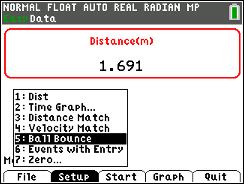 NORMAL FLOAT AUTO REAL RADIAN MP
Data
Distance(m)
1.691
1: Dist
2: Time Graph...
3: Distance Match
4: Velocity Match
5: Ball Bounce
6: Events with Entry
7: Zero...
File Setup Start Graph Quit